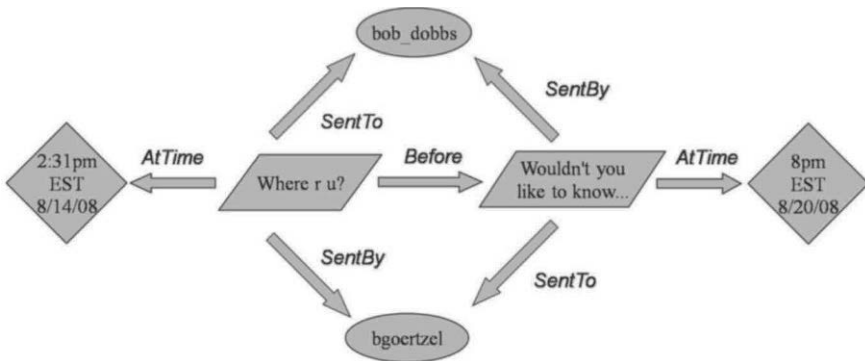 bob_dobbs
SentTo
SentBy
2:31pm
EST
8/14/08
AtTime
Where r u?
Before
Wouldn't you
like to know...
AtTime
8pm
EST
8/20/08
SentBy
SentTo
bgoertzel